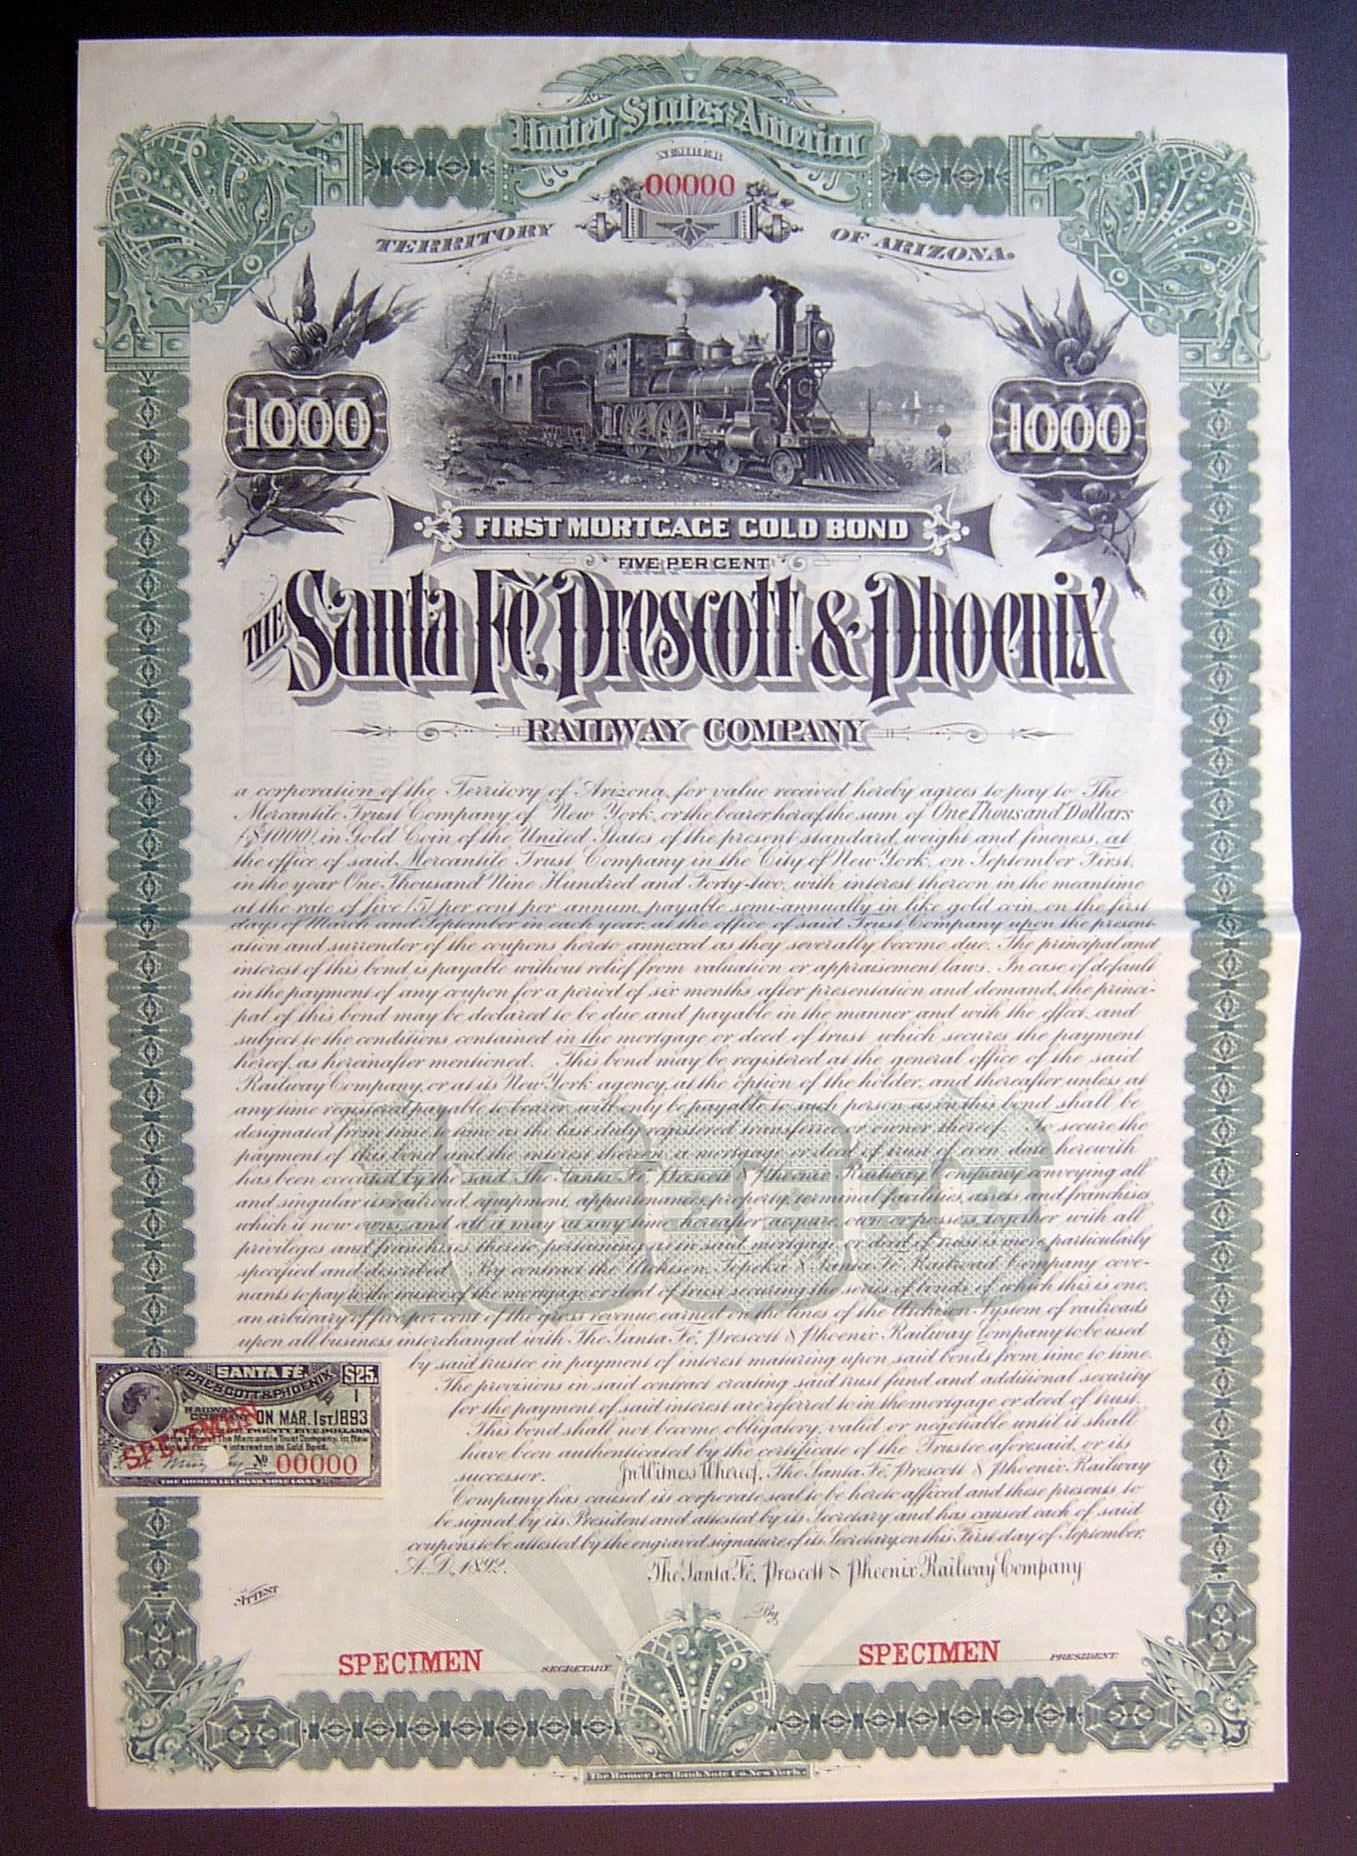 United States of America
NUMBER
00000
TERRITORY OF ARIZONA.
1000 1000
FIRST MORTGAGE GOLD BOND
FIVE PER CENT
THE Santa Fé, Prescott & Phoenix
RAILWAY COMPANY
a corporation of the Territory of Arizona, for value received hereby agrees to pay to The
Mercantile Trust Company of New York, or the bearer hereof the sum of One Thousand Dollars
($1000) in Gold Coin of the United States of the present standard, weight and fineness, at
the office of said Mercantile Trust Company in the City of New York, on September First,
in the year One Thousand Nine Hundred and Forty-two, with interest thereon in the meantime
at the rate of five (5) per cent per annum, payable semi-annually in like gold coin, on the first
days of March and September in each year, at the office of said Trust Company upon the present-
ation and surrender of the coupons hereto annexed as they severally become due. The principal and
interest of this bond is payable without relief from valuation or appraisement laws. In case of default
in the payment of any coupon for a period of six months after presentation and demand, the princi-
pal of this bond may be declared to be due and payable in the manner and with the effect, and
subject to the conditions contained in the mortgage or deed of trust which secures the payment
hereof, as hereinafter mentioned. This bond may be registered at the general office of the said
Railway Company, or at its New York agency, at the option of the holder, and thereafter unless at
any time registered payable to bearer will only be payable to such person as on this bond shall be
designated from time to time as the last duly registered transferree or owner thereof. To secure the
payment of this bond and the interest thereon a mortgage or deed of trust of even date herewith
has been executed by the said The Santa Fé, Prescott & Phoenix Railway Company conveying all
and singular its railroad, equipment, appurtenances, property, terminal facilities, assets and franchises
which it now owns, and all it may at any time hereafter acquire, own or possess, together with all
privileges and franchises thereto pertaining as in said mortgage or deed of trust is more particularly
specified and described. By contract the Atchison, Topeka & Santa Fé Railroad Company cove-
nants to pay to the trustee of the mortgage or deed of trust securing the series of bonds of which this is one,
an arbitrary of five per cent of the gross revenue earned on the lines of the Atchison System of railroads
upon all business interchanged with The Santa Fé, Prescott & Phoenix Railway Company to be used
by said trustee in payment of interest maturing upon said bonds from time to time.
The provisions in said contract creating said trust fund and additional security
for the payment of said interest are referred to in the mortgage or deed of trust.
This bond shall not become obligatory, valid or negotiable until it shall
have been authenticated by the certificate of the Trustee aforesaid, or its
successor. In Witness Whereof, The Santa Fé, Prescott & Phoenix Railway
Company has caused its corporate seal to be hereto affixed and these presents to
be signed by its President and attested by its Secretary and has caused each of said
coupons to be attested by the engraved signature of its Secretary, on this First day of September,
A.D. 1892. The Santa Fé, Prescott & Phoenix Railway Company
ATTEST
By
SPECIMEN SECRETARY SPECIMEN PRESIDENT
The Homer Lee Bank Note Co. New York.
SANTA FE, $25.
PRESCOTT & PHOENIX
1
RAILWAY
COMPANY ON MAR. 1ST 1893
TWENTY FIVE DOLLARS
The Mercantile Trust Company, in New
interest on its Gold Bond.
SPECIMEN
No 00000
SECRETARY
THE HOMER LEE BANK NOTE CO. N.Y.